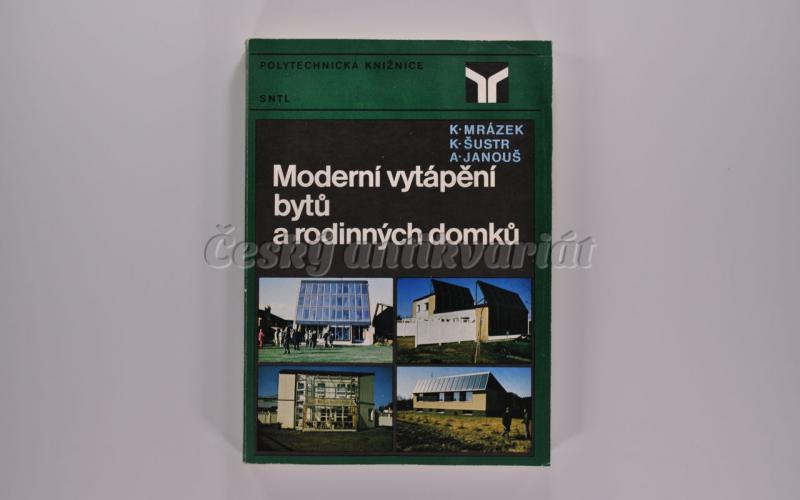 POLYTECHNICKÁ KNIŽNICE
SNTL
K·MRÁZEK
K·ŠUSTR
A·JANOUŠ
Moderní vytápění
bytů
a rodinných domků
Český antikvariát